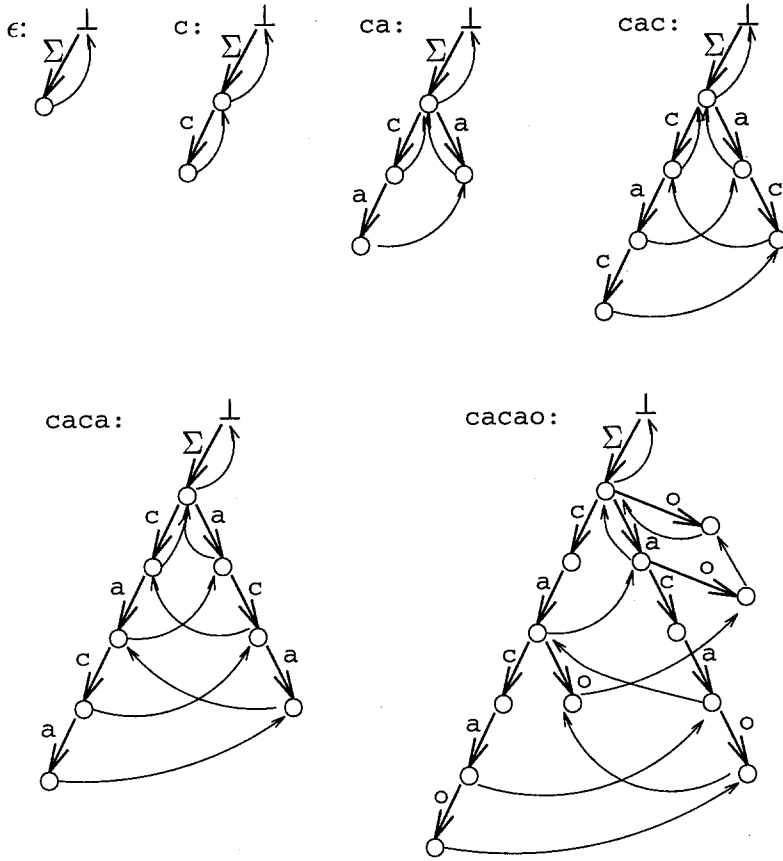 ϵ: ⊥ c: ⊥ ca: ⊥ cac: ⊥
Σ Σ Σ Σ
c c a c a
a a c
c
caca: ⊥ cacao: ⊥
Σ Σ
o
c a c a
o
a c a c
c a c o a
a a o
o